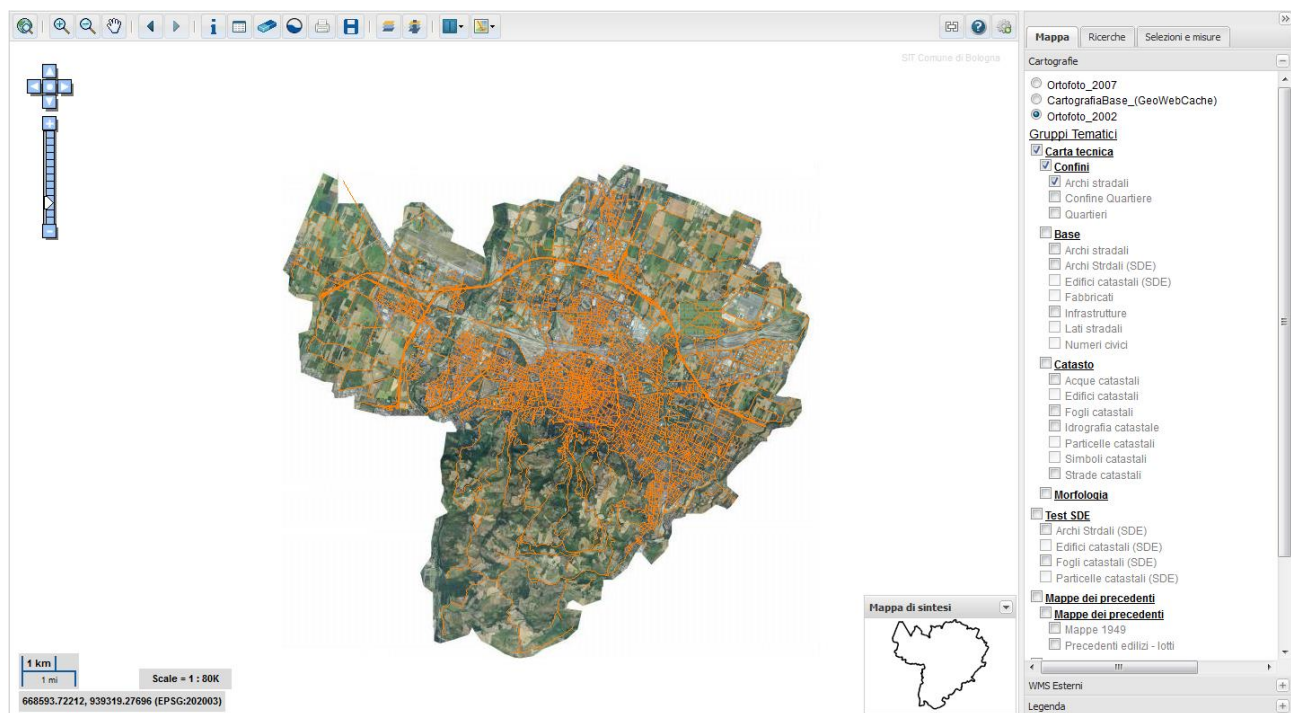 SIT Comune di Bologna
Mappa
Ricerche
Selezioni e misure
Cartografie
Ortofoto_2007
CartografiaBase_(GeoWebCache)
Ortofoto_2002
Gruppi Tematici
Carta tecnica
Confini
Archi stradali
Confine Quartiere
Quartieri
Base
Archi stradali
Archi Strdali (SDE)
Edifici catastali (SDE)
Fabbricati
Infrastrutture
Lati stradali
Numeri civici
Catasto
Acque catastali
Edifici catastali
Fogli catastali
Idrografia catastale
Particelle catastali
Simboli catastali
Strade catastali
Morfologia
Test SDE
Archi Strdali (SDE)
Edifici catastali (SDE)
Fogli catastali (SDE)
Particelle catastali (SDE)
Mappe dei precedenti
Mappe dei precedenti
Mappe 1949
Precedenti edilizi - lotti
WMS Esterni
Legenda
Mappa di sintesi
1 km
1 mi
Scale = 1 : 80K
668593.72212, 939319.27696 (EPSG:202003)